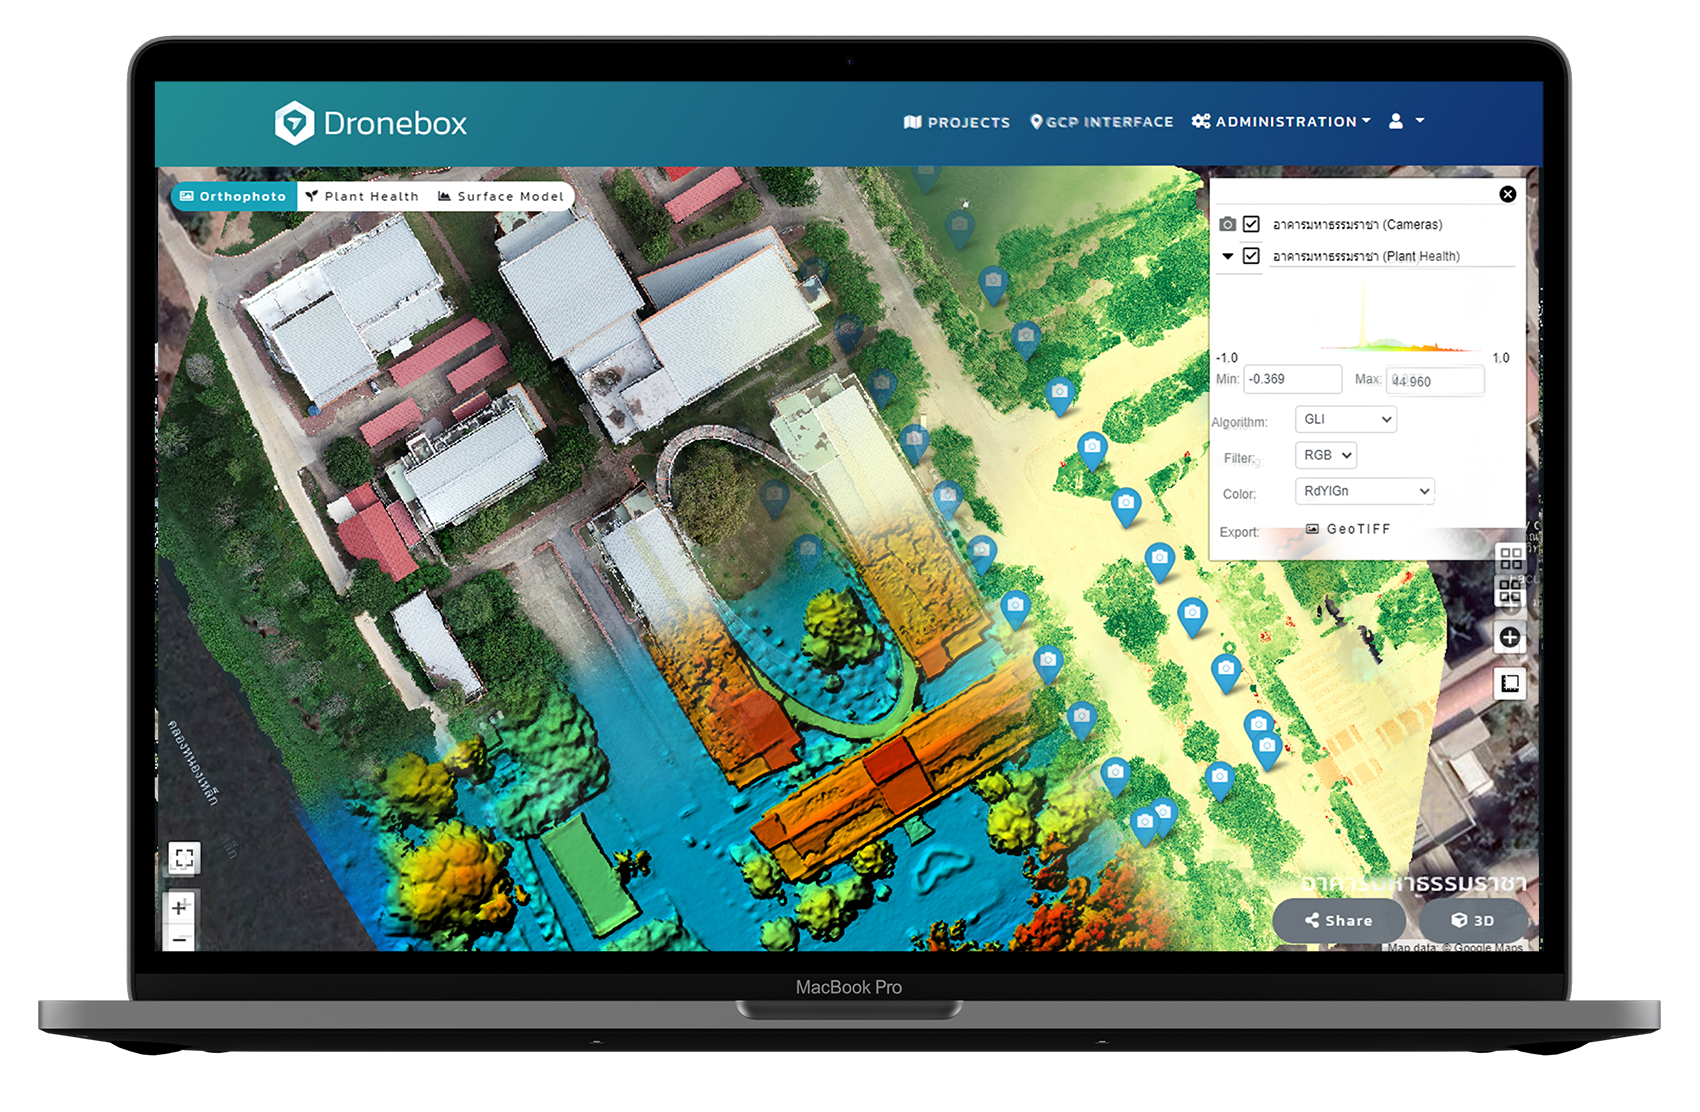 Dronebox
PROJECTS
GCP INTERFACE
ADMINISTRATION
Orthophoto
Plant Health
Surface Model
อาคารมหาธรรมราชา (Cameras)
อาคารมหาธรรมราชา (Plant Health)
-1.0
1.0
Min: -0.369
Max:
Algorithm: GLI
Filter: RGB
Color: RdYlGn
Export: GeoTIFF
คลองหนองเหล็ก
อาคารมหาธรรมราชา
Share
3D
Map data: © Google Maps
MacBook Pro